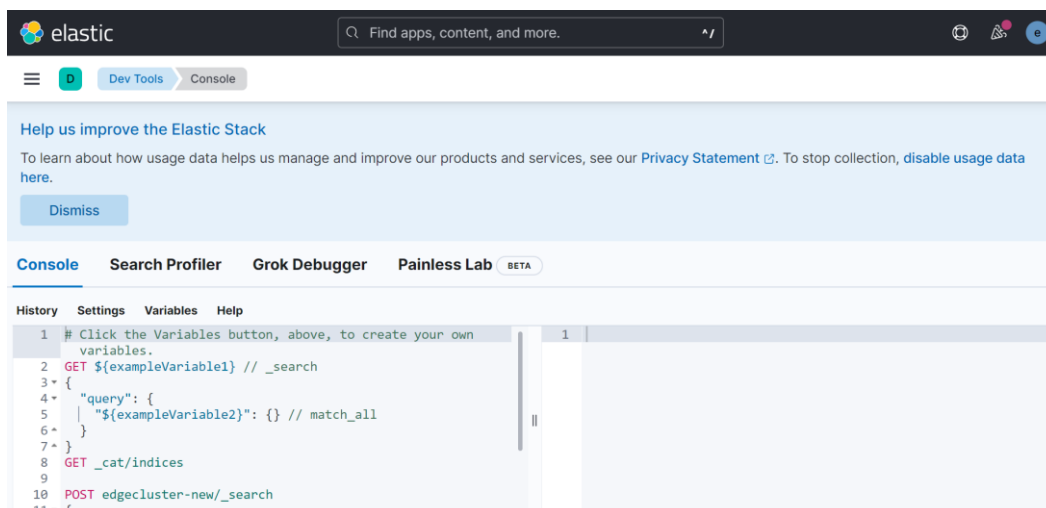 elastic
Find apps, content, and more.
^/
e
D
Dev Tools
Console
Help us improve the Elastic Stack
To learn about how usage data helps us manage and improve our products and services, see our Privacy Statement. To stop collection, disable usage data
here.
Dismiss
Console
Search Profiler
Grok Debugger
Painless Lab
BETA
History
Settings
Variables
Help
1 # Click the Variables button, above, to create your own
variables.
2 GET ${exampleVariable1} // _search
3 {
4 "query": {
5 "${exampleVariable2}": {} // match_all
6 }
7 }
8 GET _cat/indices
9
10 POST edgecluster-new/_search
11 {
1